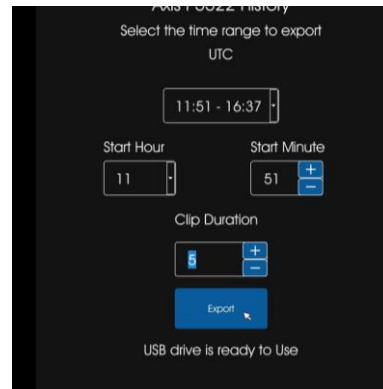 History
Select the time range to export
UTC
11:51 - 16:37
Start Hour Start Minute
11 51 + -
Clip Duration
5 + -
Export
USB drive is ready to Use